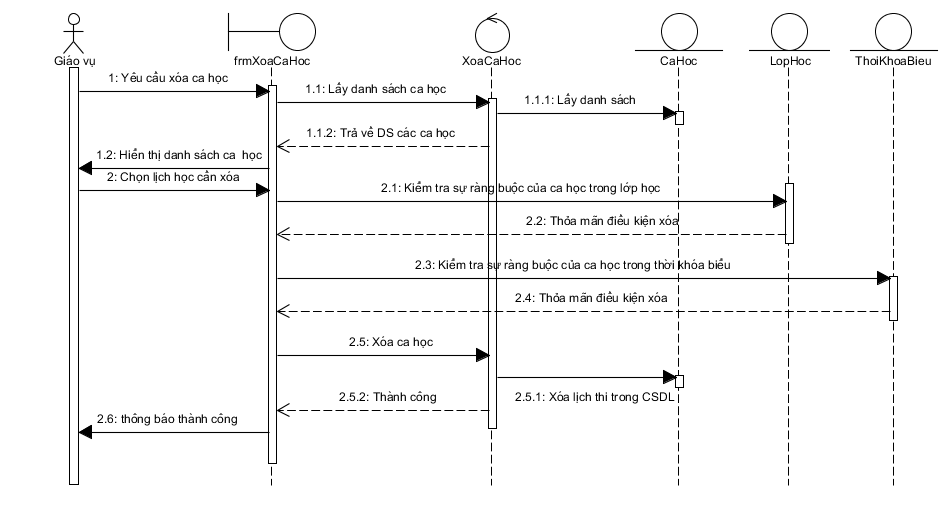 Giáo vụ
frmXoaCaHoc
XoaCaHoc
CaHoc
LopHoc
ThoiKhoaBieu
1: Yêu cầu xóa ca học
1.1: Lấy danh sách ca học
1.1.1: Lấy danh sách
1.1.2: Trả về DS các ca học
1.2: Hiển thị danh sách ca học
2: Chọn lịch học cần xóa
2.1: Kiểm tra sự ràng buộc của ca học trong lớp học
2.2: Thỏa mãn điều kiện xóa
2.3: Kiểm tra sự ràng buộc của ca học trong thời khóa biểu
2.4: Thỏa mãn điều kiện xóa
2.5: Xóa ca học
2.5.1: Xóa lịch thi trong CSDL
2.5.2: Thành công
2.6: thông báo thành công